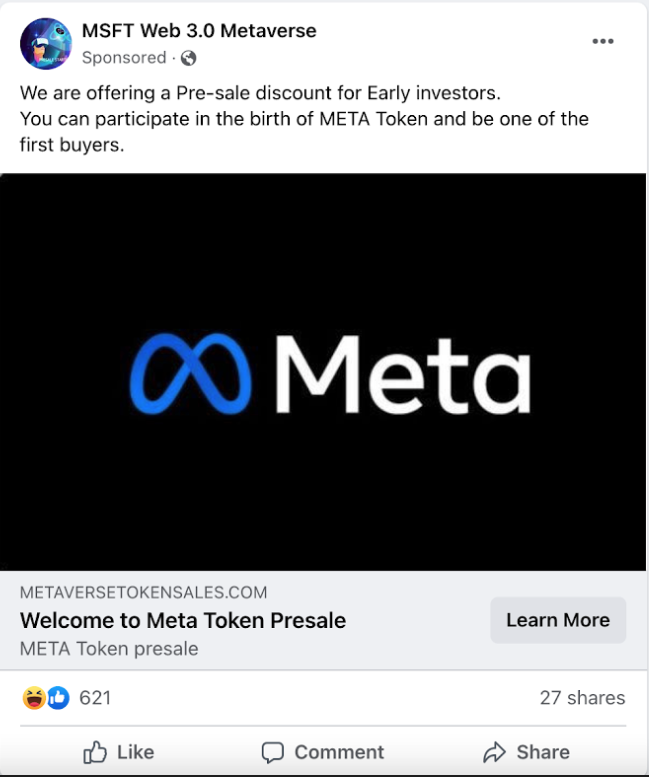 MSFT Web 3.0 Metaverse
Sponsored ·
We are offering a Pre-sale discount for Early investors.
You can participate in the birth of META Token and be one of the
first buyers.
Meta
METAVERSETOKENSALES.COM
Welcome to Meta Token Presale
Learn More
META Token presale
621
27 shares
Like
Comment
Share